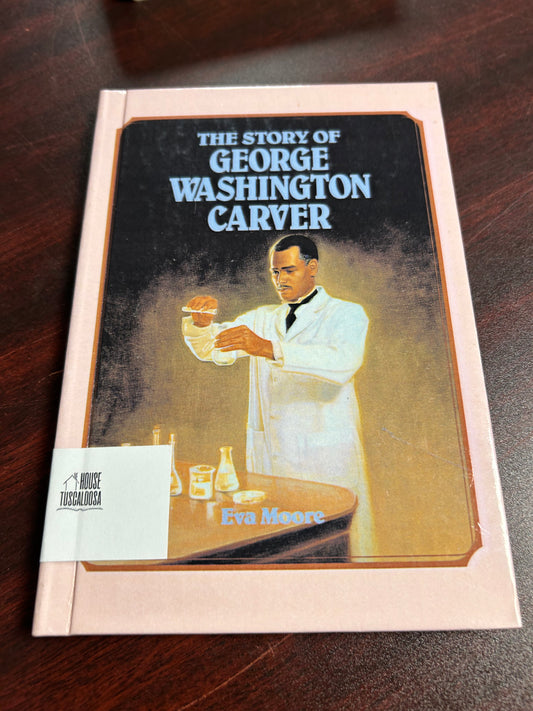 THE STORY OF
GEORGE
WASHINGTON
CARVER
HOUSE
TUSCALOOSA
Eva Moore